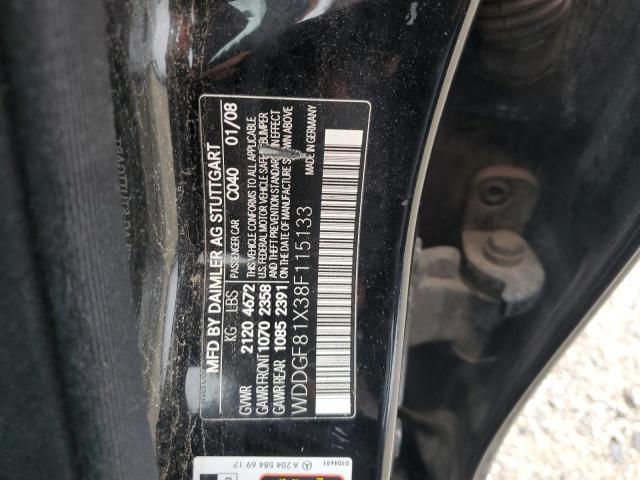 MFD BY DAIMLER AG STUTTGART
KG LBS PASSENGER CAR C040 01/08
GVWR 2120 4672 THIS VEHICLE CONFORMS TO ALL APPLICABLE
GAWR FRONT 1070 2358 U.S. FEDERAL MOTOR VEHICLE SAFETY BUMPER
GAWR REAR 1085 2391 AND THEFT PREVENTION STANDARDS IN EFFECT
ON THE DATE OF MANUFACTURE SHOWN ABOVE
MADE IN GERMANY
WDDGF81X38F115133
0104691
A 204 584 69 17